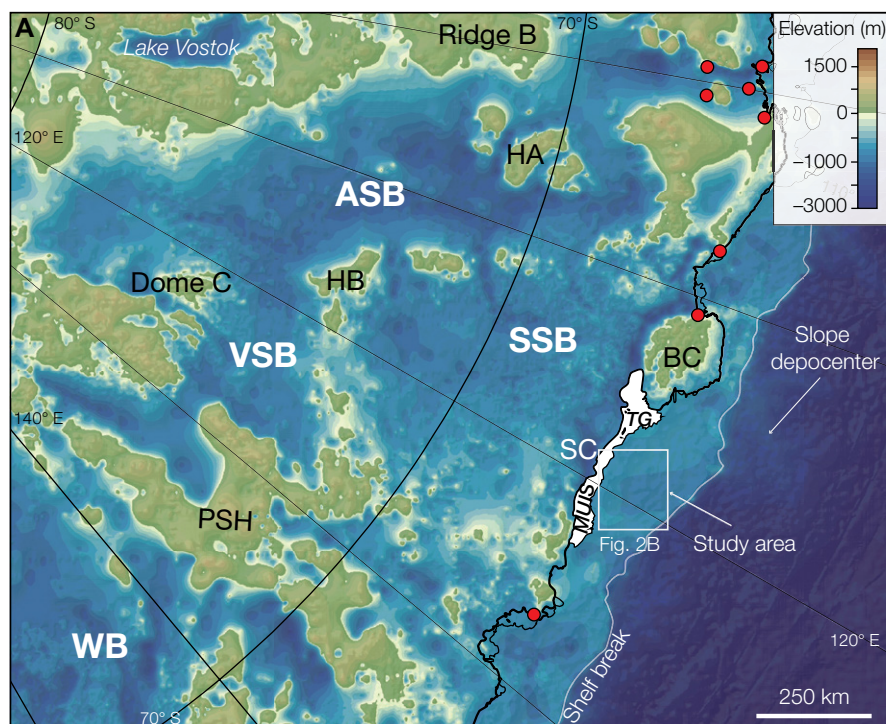 A
80° S
Lake Vostok
Ridge B
70° S
Elevation (m)
1500
0
−1000
−3000
120° E
HA
ASB
Dome C
HB
VSB
SSB
BC
Slope
depocenter
140° E
TG
SC
MUIS
PSH
Fig. 2B
Study area
WB
120° E
Shelf break
70° S
250 km